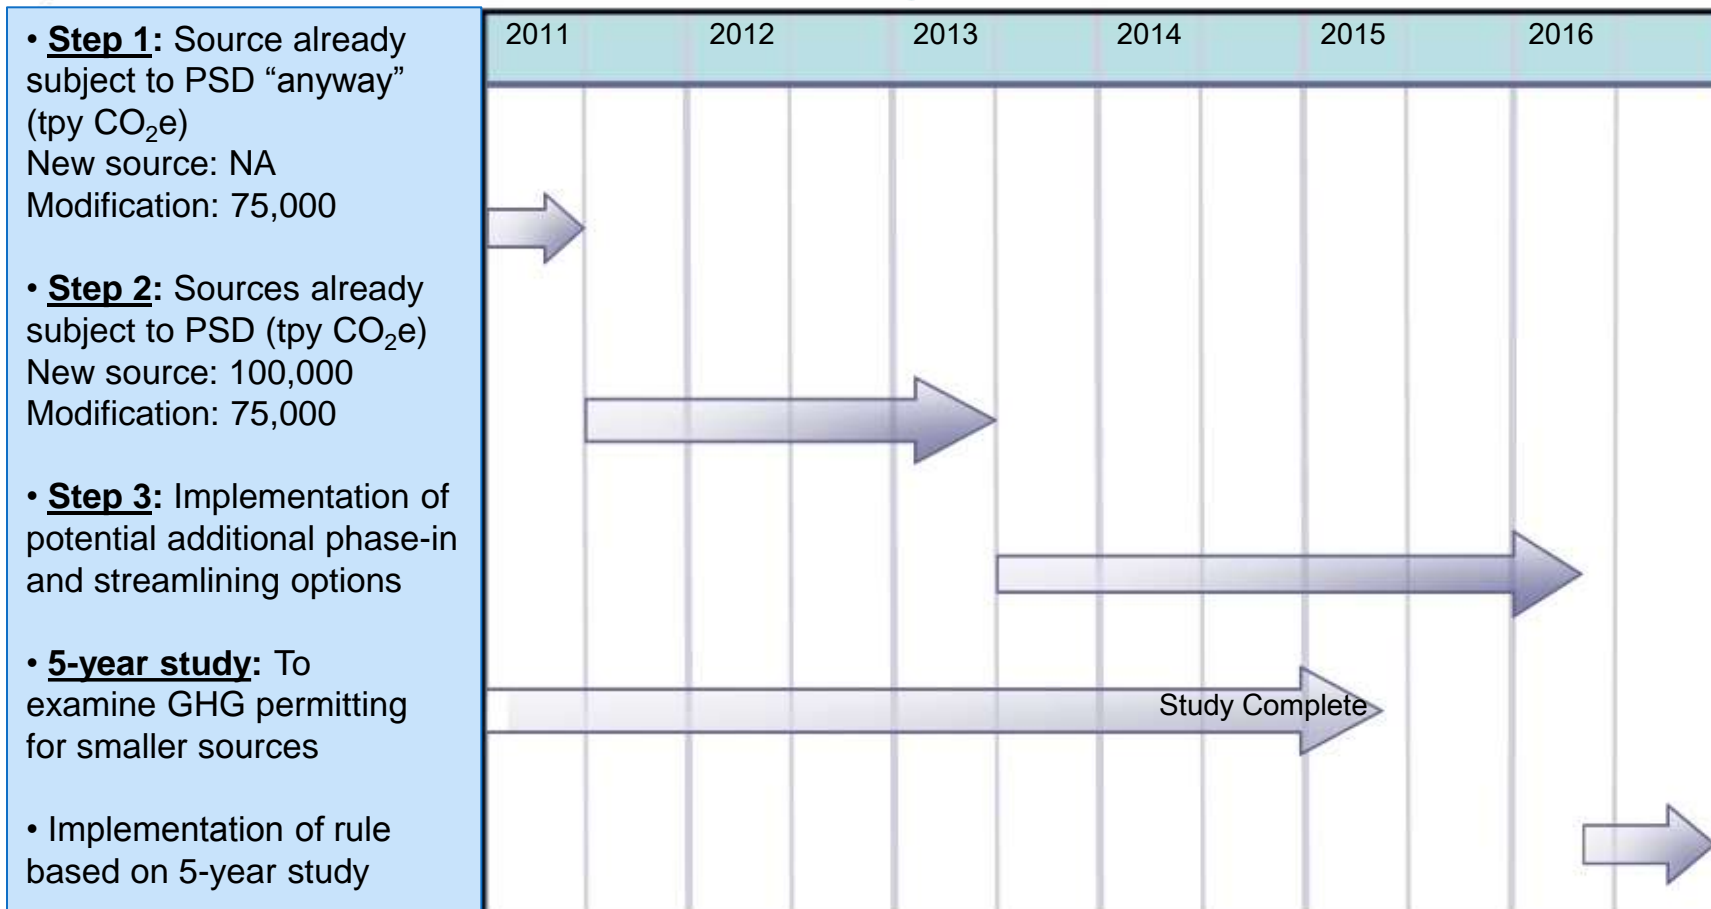 • Step 1: Source already
subject to PSD “anyway”
(tpy CO₂e)
New source: NA
Modification: 75,000
• Step 2: Sources already
subject to PSD (tpy CO₂e)
New source: 100,000
Modification: 75,000
• Step 3: Implementation of
potential additional phase-in
and streamlining options
• 5-year study: To
examine GHG permitting
for smaller sources
• Implementation of rule
based on 5-year study
2011 2012 2013 2014 2015 2016
Study Complete